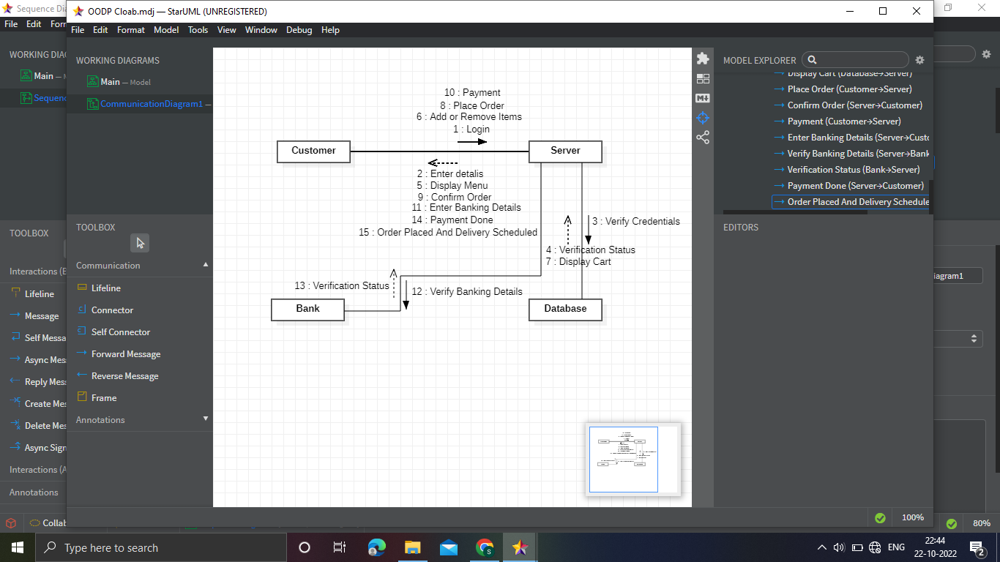 Sequence Dia
OODP Cloab.mdj — StarUML (UNREGISTERED)
File Edit Form
File Edit Format Model Tools View Window Debug Help
WORKING DIAG
Main — M
Sequenc
TOOLBOX
Interactions (B
Lifeline
Message
Self Messa
Async Mes
Reply Mess
Create Mes
Delete Mes
Async Sign
Interactions (A
Annotations
Collab
WORKING DIAGRAMS
Main — Model
CommunicationDiagram1 —
TOOLBOX
Communication
Lifeline
Connector
Self Connector
Forward Message
Reverse Message
Frame
Annotations
10 : Payment
8 : Place Order
6 : Add or Remove Items
1 : Login
Customer
Server
2 : Enter detalis
5 : Display Menu
9 : Confirm Order
11 : Enter Banking Details
14 : Payment Done
15 : Order Placed And Delivery Scheduled
3 : Verify Credentials
4 : Verification Status
7 : Display Cart
13 : Verification Status
12 : Verify Banking Details
Bank
Database
MODEL EXPLORER
Display Cart (Database→Server)
Place Order (Customer→Server)
Confirm Order (Server→Customer)
Payment (Customer→Server)
Enter Banking Details (Server→Custo
Verify Banking Details (Server→Bank
Verification Status (Bank→Server)
Payment Done (Server→Customer)
Order Placed And Delivery Schedule
EDITORS
iagram1
100%
80%
Type here to search
ENG
22:44
22-10-2022
2